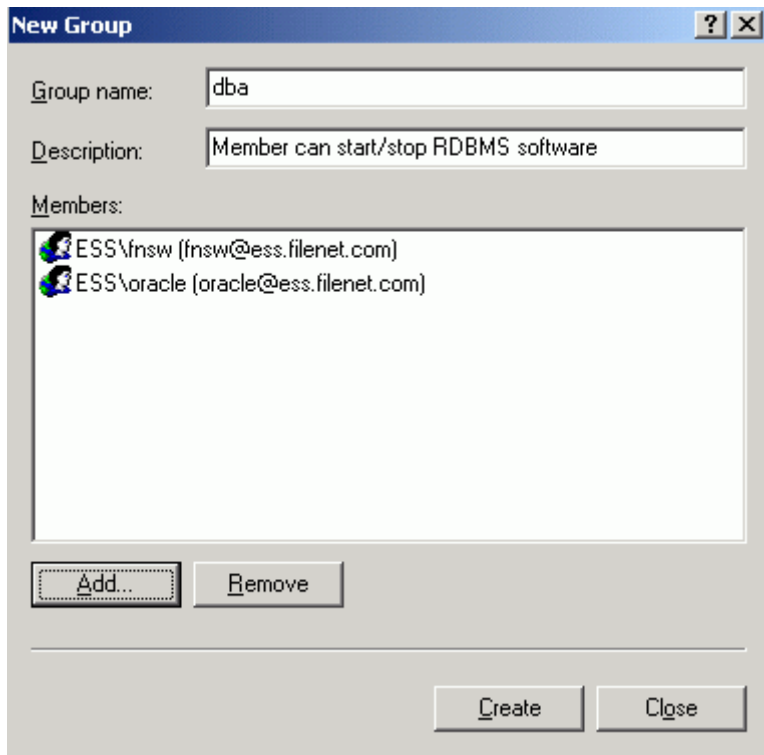 New Group
Group name: dba
Description: Member can start/stop RDBMS software
Members:
ESS\fnsw (fnsw@ess.filenet.com)
ESS\oracle (oracle@ess.filenet.com)
Add... Remove
Create Close